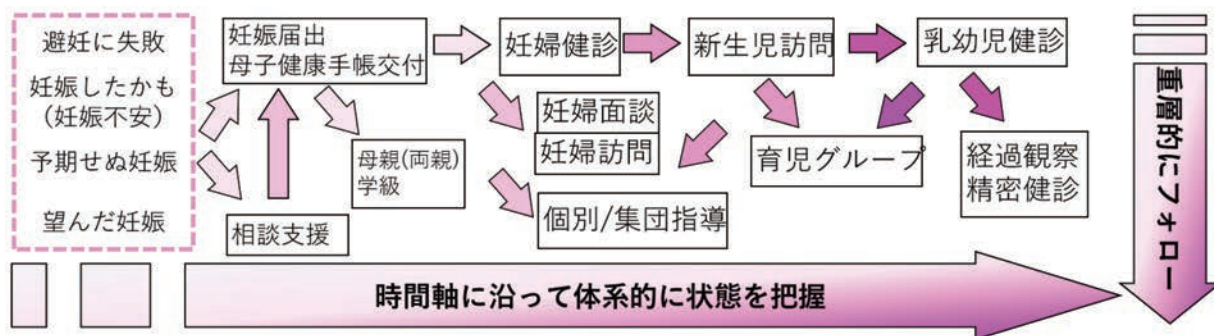 避妊に失敗
妊娠したかも
(妊娠不安)
予期せぬ妊娠
望んだ妊娠
妊娠届出
母子健康手帳交付
相談支援
母親(両親)
学級
妊婦健診
妊婦面談
妊婦訪問
個別/集団指導
新生児訪問
育児グループ
乳幼児健診
経過観察
精密健診
重層的にフォロー
時間軸に沿って体系的に状態を把握